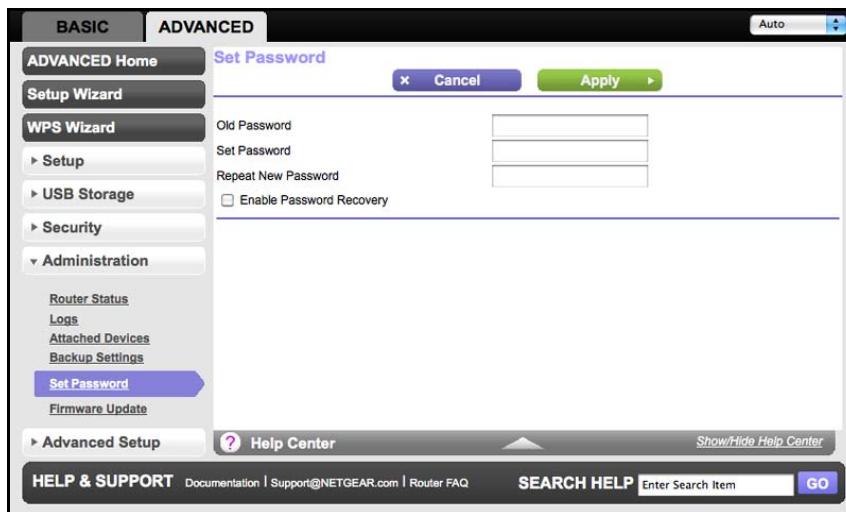 BASIC
ADVANCED
Auto
ADVANCED Home
Setup Wizard
WPS Wizard
Setup
USB Storage
Security
Administration
Router Status
Logs
Attached Devices
Backup Settings
Set Password
Firmware Update
Advanced Setup
Set Password
Cancel
Apply
Old Password
Set Password
Repeat New Password
Enable Password Recovery
? Help Center
Show/Hide Help Center
HELP & SUPPORT Documentation | Support@NETGEAR.com | Router FAQ
SEARCH HELP Enter Search Item GO